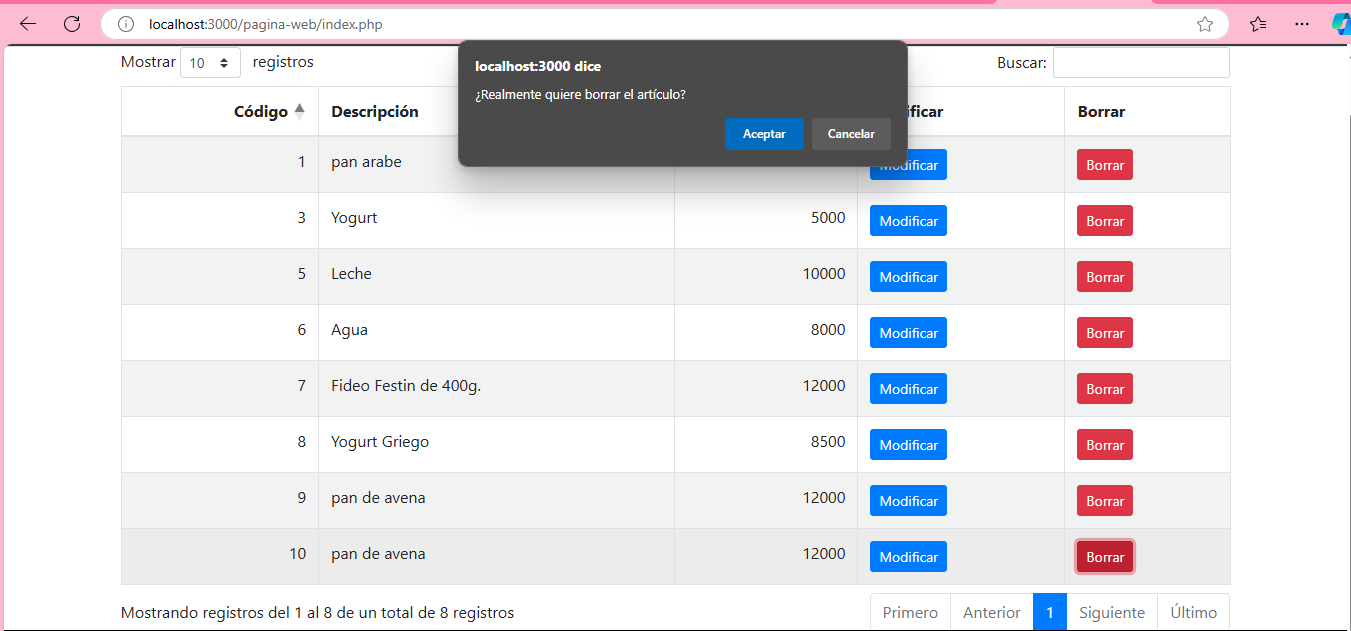 localhost:3000/pagina-web/index.php
localhost:3000 dice
¿Realmente quiere borrar el artículo?
Aceptar Cancelar
Mostrar 10 registros Buscar:
Código Descripción Borrar
1 pan arabe Modificar Borrar
3 Yogurt 5000 Modificar Borrar
5 Leche 10000 Modificar Borrar
6 Agua 8000 Modificar Borrar
7 Fideo Festin de 400g. 12000 Modificar Borrar
8 Yogurt Griego 8500 Modificar Borrar
9 pan de avena 12000 Modificar Borrar
10 pan de avena 12000 Modificar Borrar
Mostrando registros del 1 al 8 de un total de 8 registros Primero Anterior 1 Siguiente Último